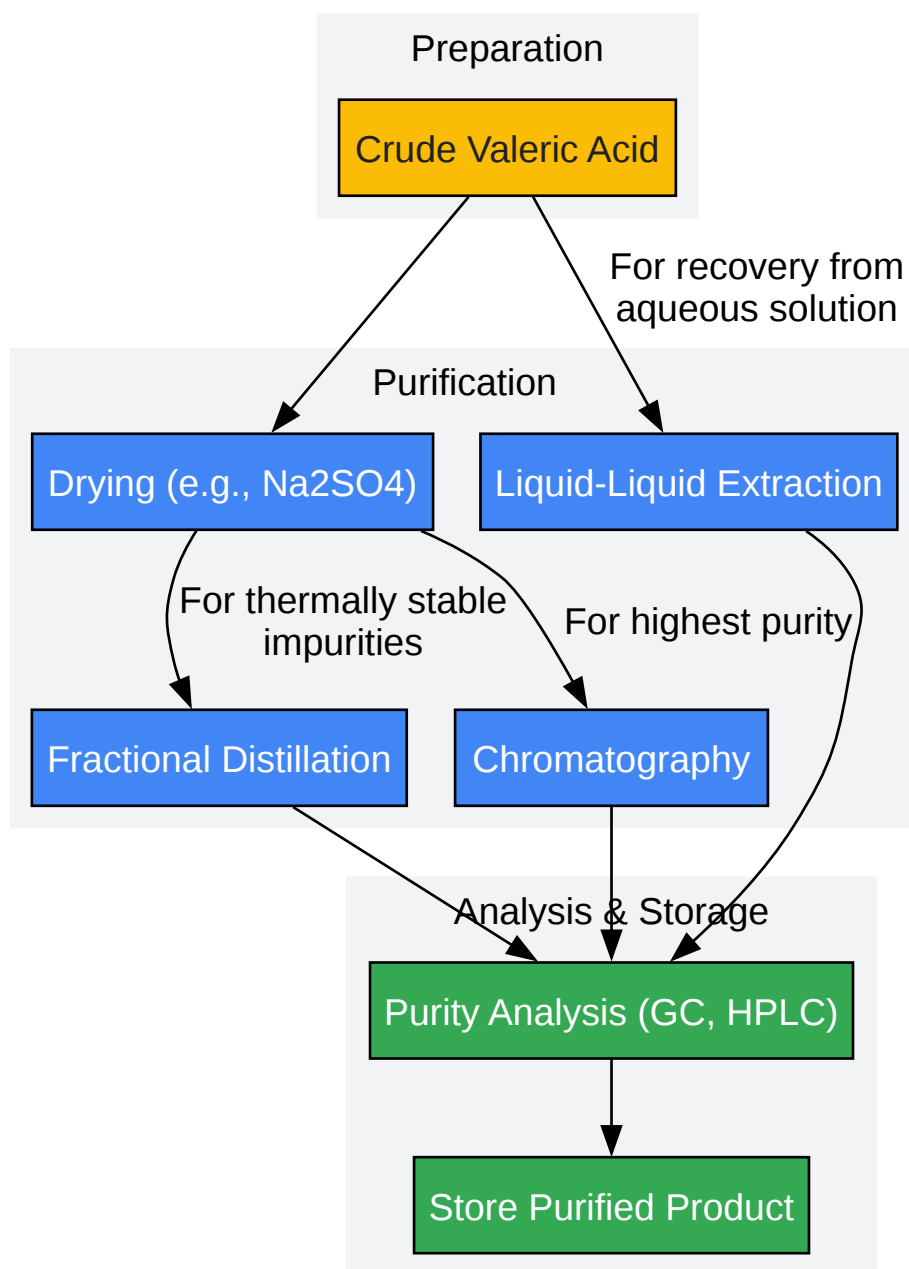 Preparation
Crude Valeric Acid
For recovery from
aqueous solution
Purification
Drying (e.g., Na2SO4)
Liquid-Liquid Extraction
For thermally stable
impurities
For highest purity
Fractional Distillation
Chromatography
Analysis & Storage
Purity Analysis (GC, HPLC)
Store Purified Product